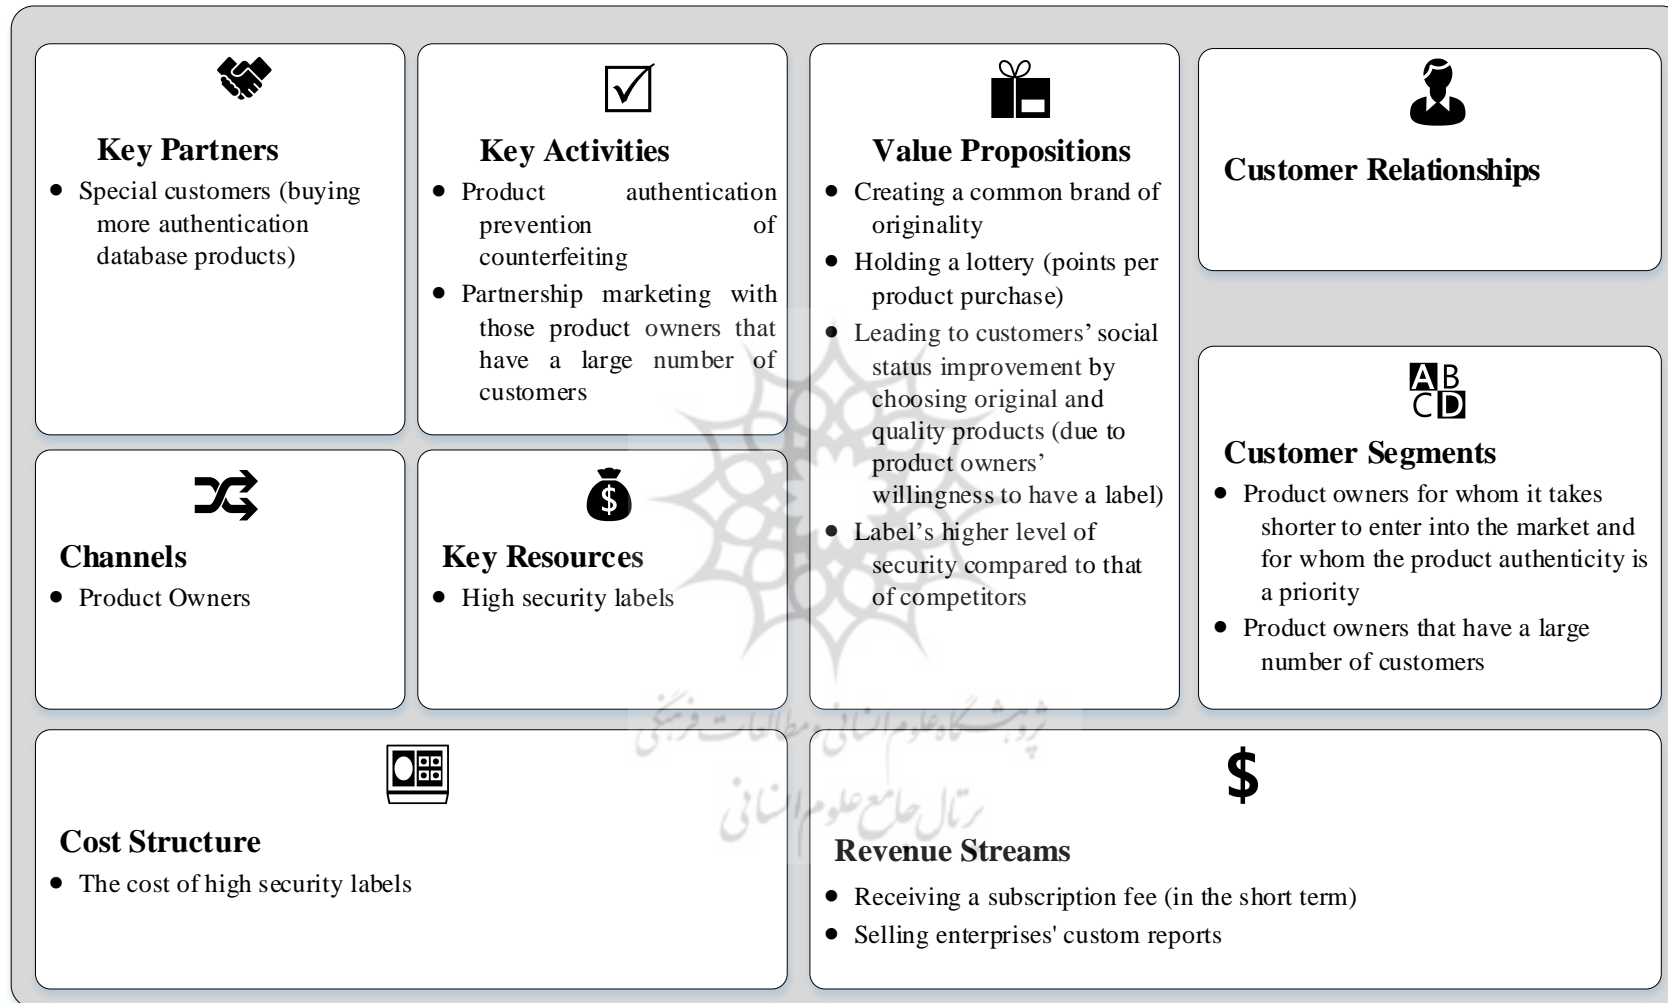 Key Partners
• Special customers (buying
more authentication
database products)
Key Activities
• Product authentication
prevention of
counterfeiting
• Partnership marketing with
those product owners that
have a large number of
customers
Value Propositions
• Creating a common brand of
originality
• Holding a lottery (points per
product purchase)
• Leading to customers’ social
status improvement by
choosing original and
quality products (due to
product owners’
willingness to have a label)
• Label’s higher level of
security compared to that
of competitors
Customer Relationships
A B
C D
Customer Segments
• Product owners for whom it takes
shorter to enter into the market and
for whom the product authenticity is
a priority
• Product owners that have a large
number of customers
Channels
• Product Owners
$
Key Resources
• High security labels
پژوهشگاه علوم انسانی و مطالعات فرهنگی
پرتال جامع علوم انسانی
Cost Structure
• The cost of high security labels
$
Revenue Streams
• Receiving a subscription fee (in the short term)
• Selling enterprises' custom reports